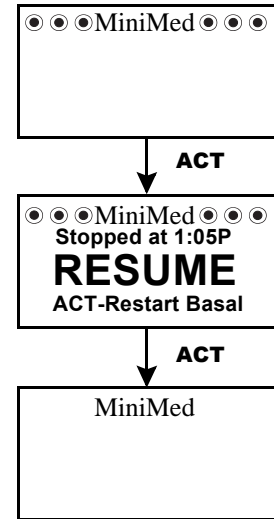 MiniMed
ACT
MiniMed
Stopped at 1:05P
RESUME
ACT-Restart Basal
ACT
MiniMed